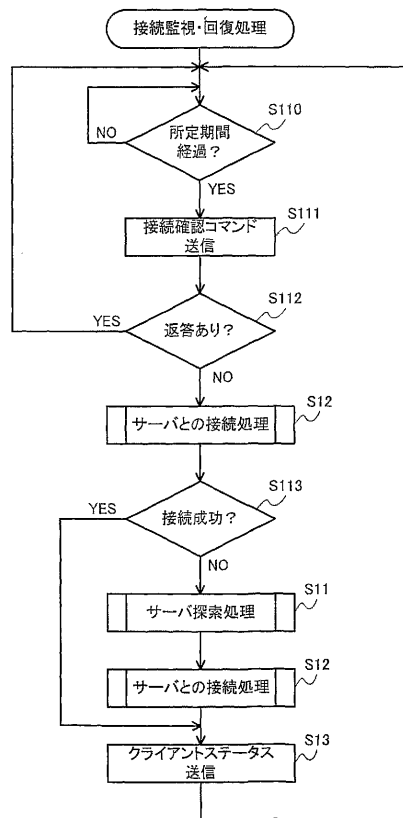 接続監視・回復処理
S110
所定期間
経過？
NO
YES
S111
接続確認コマンド
送信
S112
返答あり？
YES
NO
S12
サーバとの接続処理
S113
接続成功？
YES
NO
S11
サーバ探索処理
S12
サーバとの接続処理
S13
クライアントステータス
送信